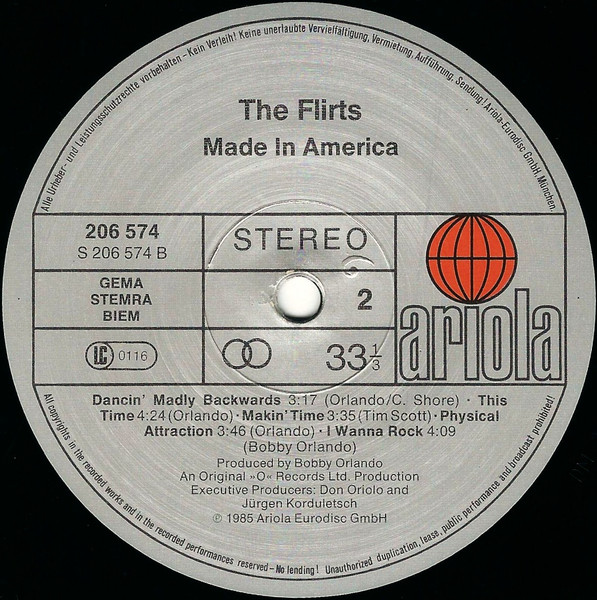 Alle Urheber- und Leistungsschutzrechte vorbehalten – Kein Verleih! Keine unerlaubte Vervielfältigung, Vermietung, Aufführung, Sendung! Ariola-Eurodisc GmbH, München.
The Flirts
Made In America
206 574
S 206 574 B
STEREO
GEMA
STEMRA
BIEM
2
LC 0116
33 1/3
ariola
Dancin' Madly Backwards 3:17 (Orlando/C. Shore) · This
Time 4:24 (Orlando) · Makin' Time 3:35 (Tim Scott) · Physical
Attraction 3:46 (Orlando) · I Wanna Rock 4:09
(Bobby Orlando)
Produced by Bobby Orlando
An Original »O« Records Ltd. Production
Executive Producers: Don Oriolo and
Jürgen Korduletsch
℗ 1985 Ariola Eurodisc GmbH
All copyrights in the recorded works and in the recorded performances reserved – No lending! Unauthorized duplication, lease, public performance and broadcast prohibited!